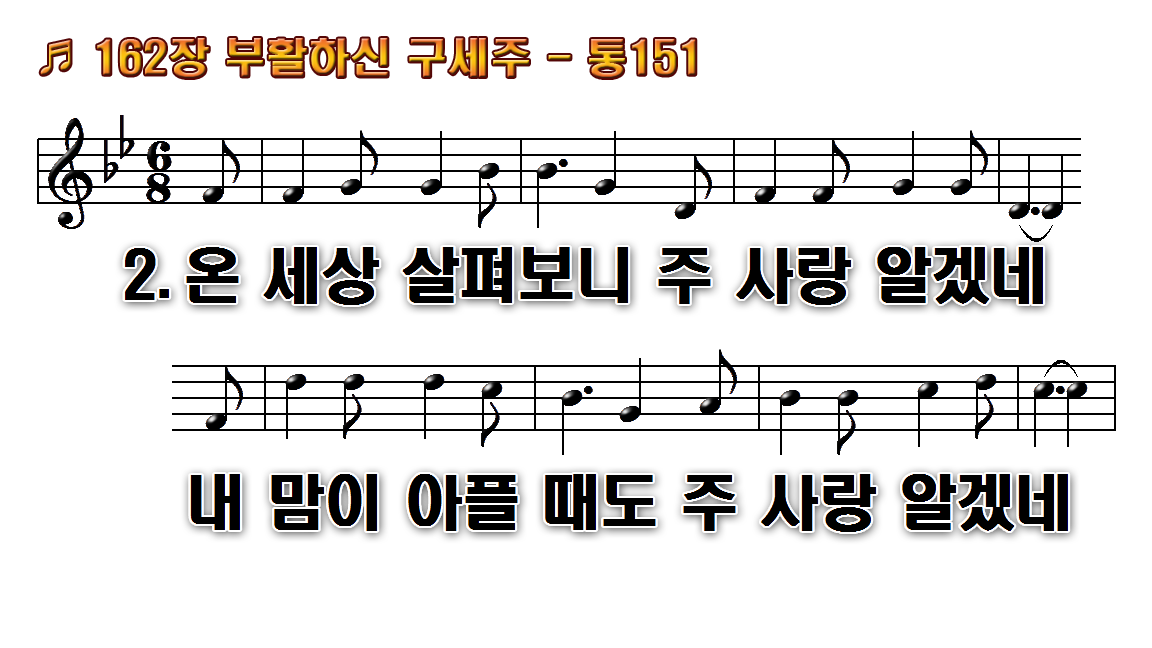 162장 부활하신 구세주 - 통151
6
8
2. 온 세상 살펴보니 주 사랑 알겠네
내 맘이 아플 때도 주 사랑 알겠네